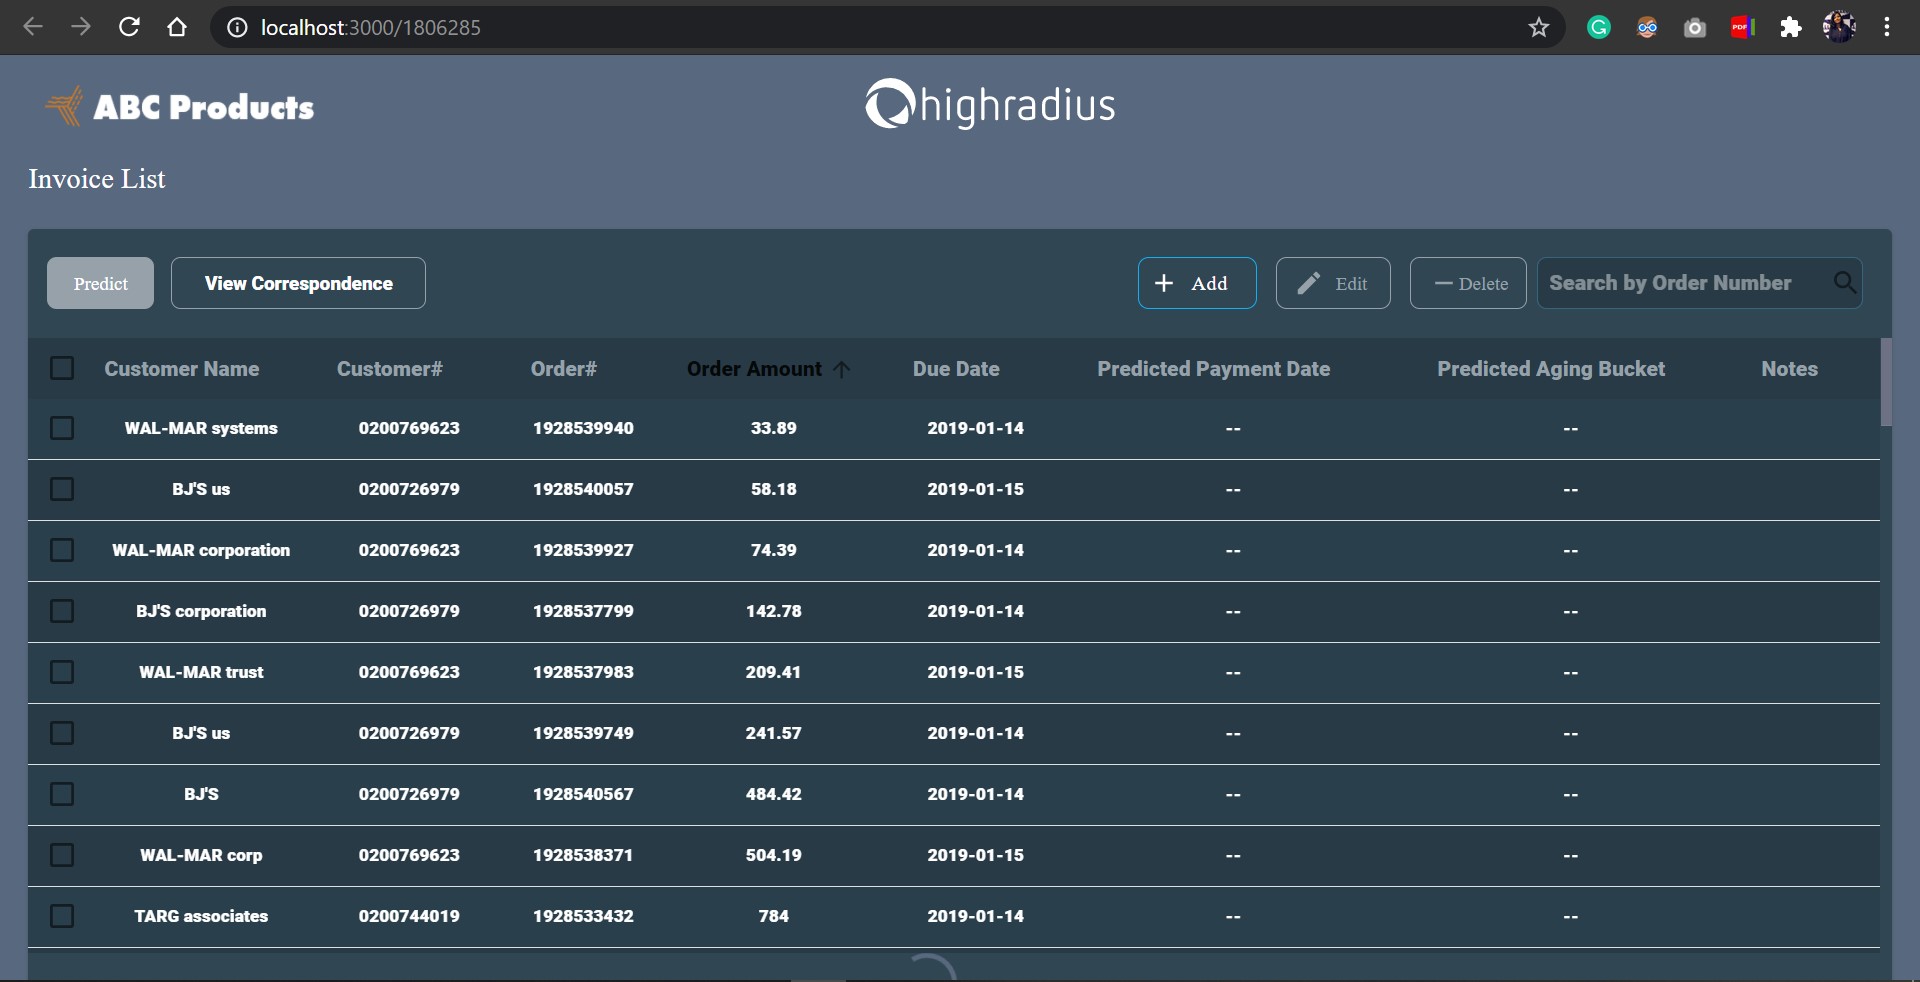 localhost:3000/1806285
PDF
ABC Products
highradius
Invoice List
Predict View Correspondence + Add Edit — Delete Search by Order Number
Customer Name Customer# Order# Order Amount ↑ Due Date Predicted Payment Date Predicted Aging Bucket Notes
WAL-MAR systems 0200769623 1928539940 33.89 2019-01-14 -- --
BJ'S us 0200726979 1928540057 58.18 2019-01-15 -- --
WAL-MAR corporation 0200769623 1928539927 74.39 2019-01-14 -- --
BJ'S corporation 0200726979 1928537799 142.78 2019-01-14 -- --
WAL-MAR trust 0200769623 1928537983 209.41 2019-01-15 -- --
BJ'S us 0200726979 1928539749 241.57 2019-01-14 -- --
BJ'S 0200726979 1928540567 484.42 2019-01-14 -- --
WAL-MAR corp 0200769623 1928538371 504.19 2019-01-15 -- --
TARG associates 0200744019 1928533432 784 2019-01-14 -- --